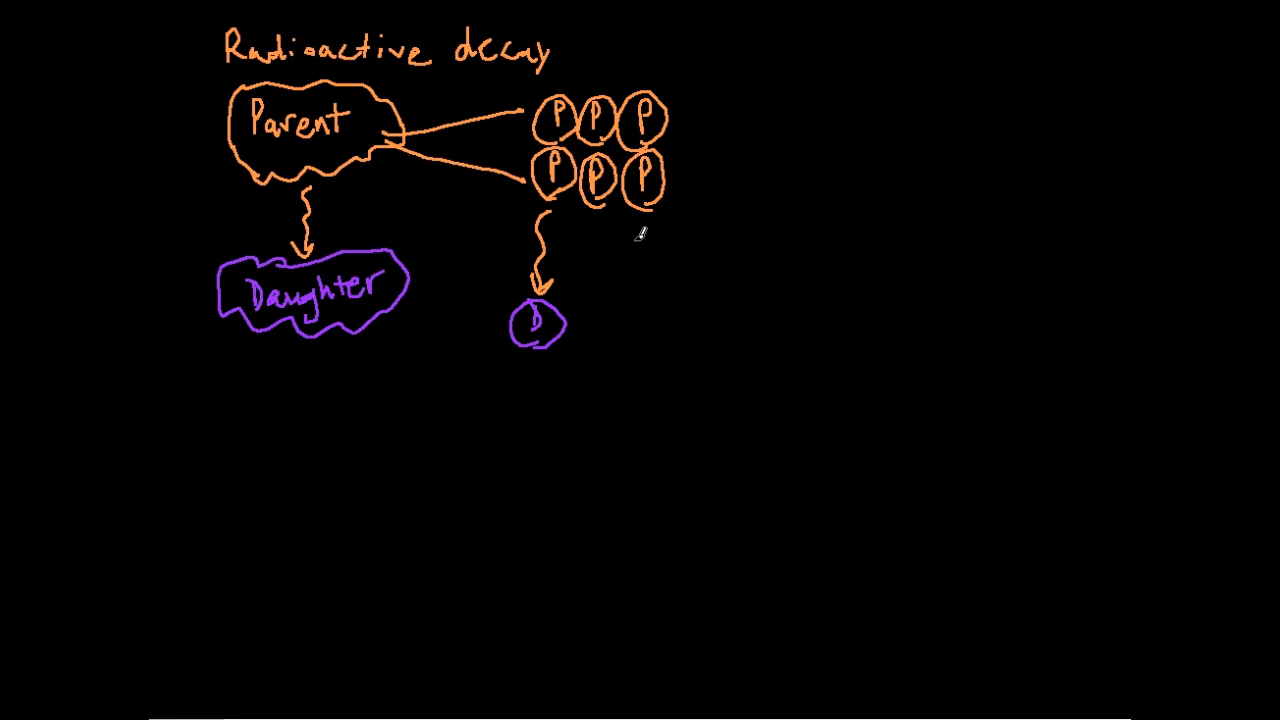 Radioactive decay
Parent
P P P
P P P
Daughter
D